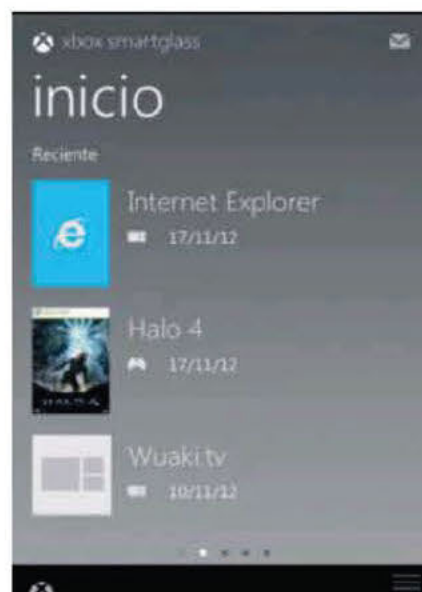 xbox smartglass
inicio
Reciente
Internet Explorer
17/11/12
Halo 4
17/11/12
Wuaki.tv
10/11/12